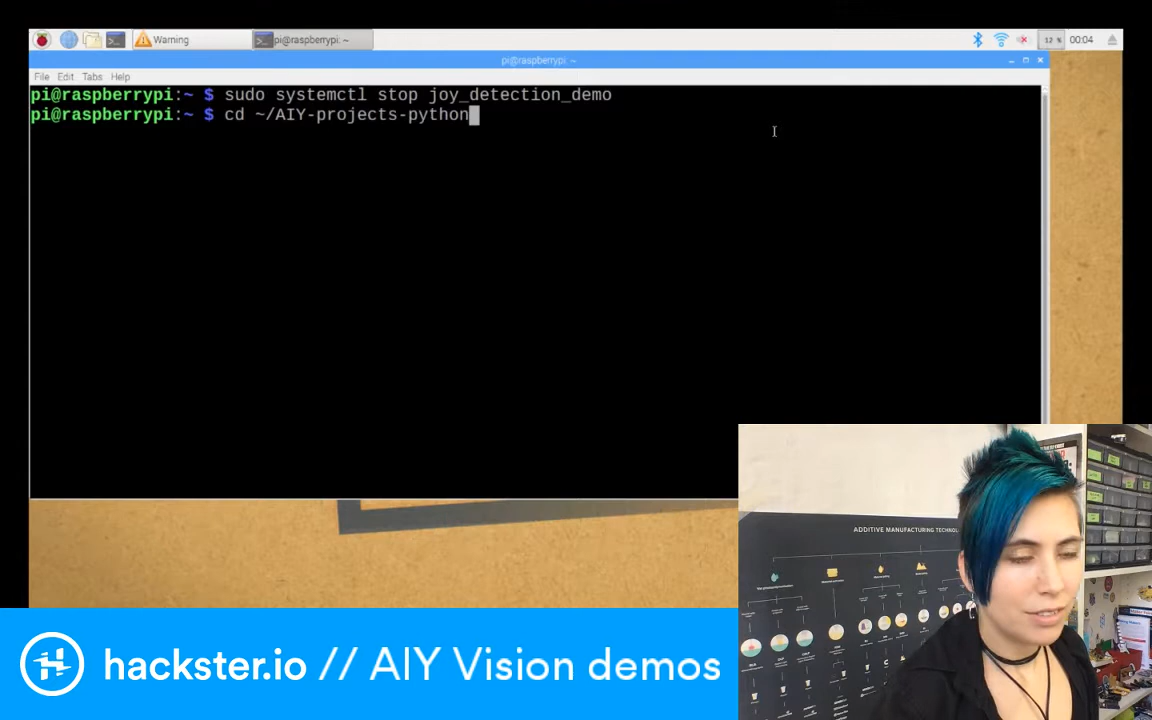 Warning
pi@raspberrypi: ~
12 %
00:04
pi@raspberrypi: ~
File Edit Tabs Help
pi@raspberrypi:~ $ sudo systemctl stop joy_detection_demo
pi@raspberrypi:~ $ cd ~/AIY-projects-python
ADDITIVE MANUFACTURING TECHNOL
hackster.io // AIY Vision demos